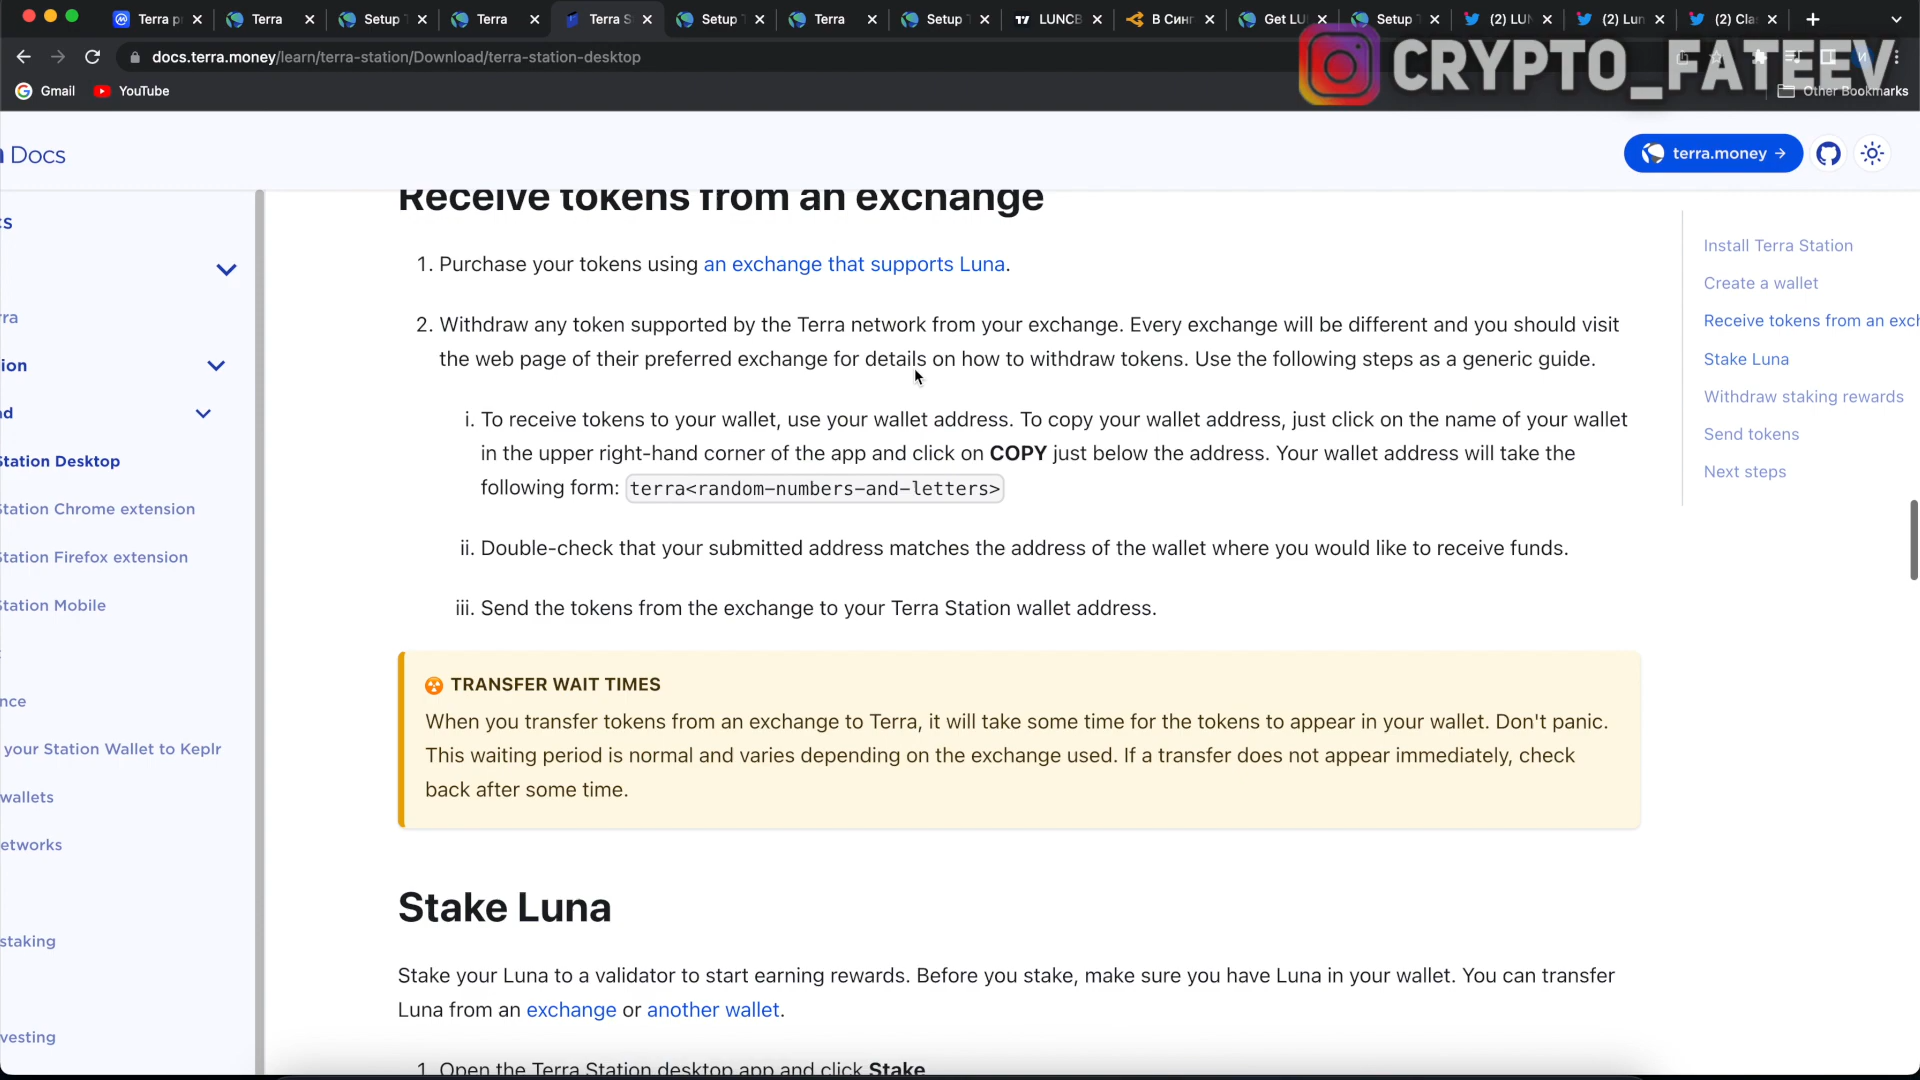 Terra p
Terra
Setup T
Terra
Terra S
Setup T
Terra
Setup T
LUNCB
В Синг
Get LU
Setup T
(2) LUN
(2) Lun
(2) Cla
docs.terra.money/learn/terra-station/Download/terra-station-desktop
CRYPTO_FATEEV
Gmail
YouTube
Other Bookmarks
Docs
terra.money →
cs
rra
ion
ad
Station Desktop
Station Chrome extension
Station Firefox extension
Station Mobile
nce
your Station Wallet to Keplr
wallets
etworks
staking
vesting
Receive tokens from an exchange
1. Purchase your tokens using an exchange that supports Luna.
2. Withdraw any token supported by the Terra network from your exchange. Every exchange will be different and you should visit
the web page of their preferred exchange for details on how to withdraw tokens. Use the following steps as a generic guide.
i. To receive tokens to your wallet, use your wallet address. To copy your wallet address, just click on the name of your wallet
in the upper right-hand corner of the app and click on COPY just below the address. Your wallet address will take the
following form: terra<random-numbers-and-letters>
ii. Double-check that your submitted address matches the address of the wallet where you would like to receive funds.
iii. Send the tokens from the exchange to your Terra Station wallet address.
TRANSFER WAIT TIMES
When you transfer tokens from an exchange to Terra, it will take some time for the tokens to appear in your wallet. Don't panic.
This waiting period is normal and varies depending on the exchange used. If a transfer does not appear immediately, check
back after some time.
Stake Luna
Stake your Luna to a validator to start earning rewards. Before you stake, make sure you have Luna in your wallet. You can transfer
Luna from an exchange or another wallet.
1. Open the Terra Station desktop app and click Stake
Install Terra Station
Create a wallet
Receive tokens from an exch
Stake Luna
Withdraw staking rewards
Send tokens
Next steps